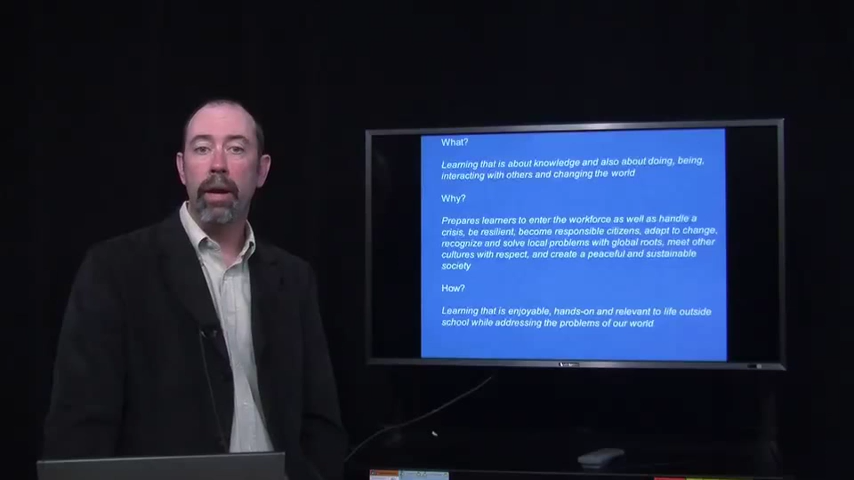 What?
Learning that is about knowledge and also about doing, being,
interacting with others and changing the world
Why?
Prepares learners to enter the workforce as well as handle a
crisis, be resilient, become responsible citizens, adapt to change,
recognize and solve local problems with global roots, meet other
cultures with respect, and create a peaceful and sustainable
society
How?
Learning that is enjoyable, hands-on and relevant to life outside
school while addressing the problems of our world